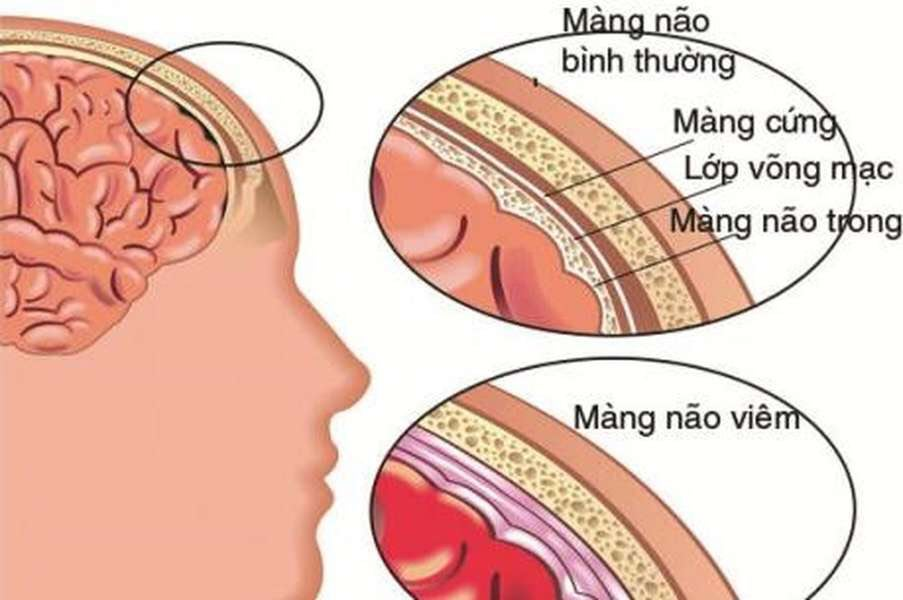 Màng não
bình thường
Màng cứng
Lớp võng mạc
Màng não trong
Màng não viêm